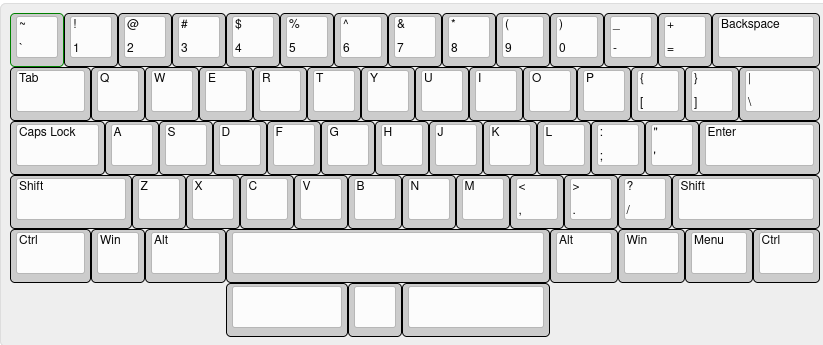 ~ ! @ # $ % ^ & * ( ) _ + Backspace
` 1 2 3 4 5 6 7 8 9 0 - =
Tab Q W E R T Y U I O P { } |
[ ] \
Caps Lock A S D F G H J K L : " Enter
; '
Shift Z X C V B N M < > ? Shift
, . /
Ctrl Win Alt Alt Win Menu Ctrl